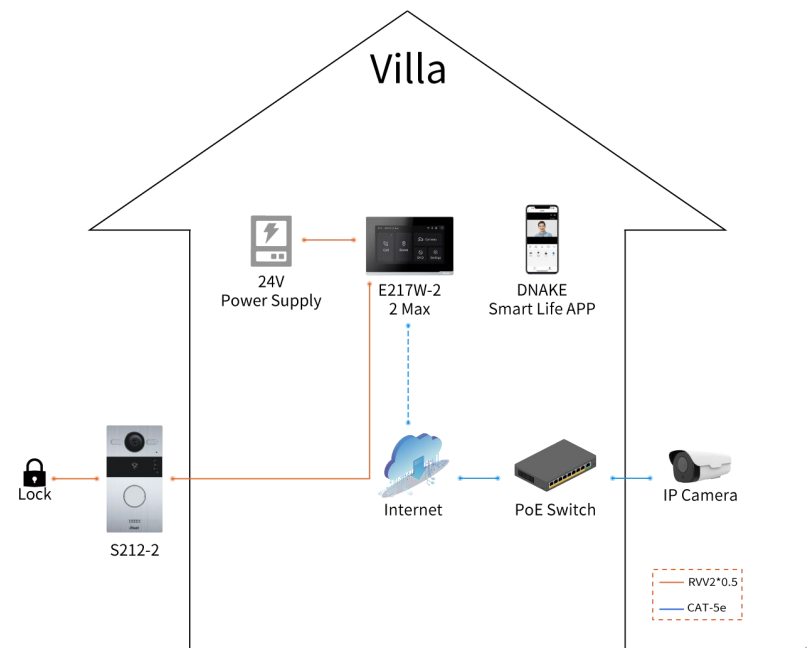 Villa
24V
Power Supply
E217W-2
2 Max
DNAKE
Smart Life APP
Lock
S212-2
Internet
PoE Switch
IP Camera
RVV2*0.5
CAT-5e